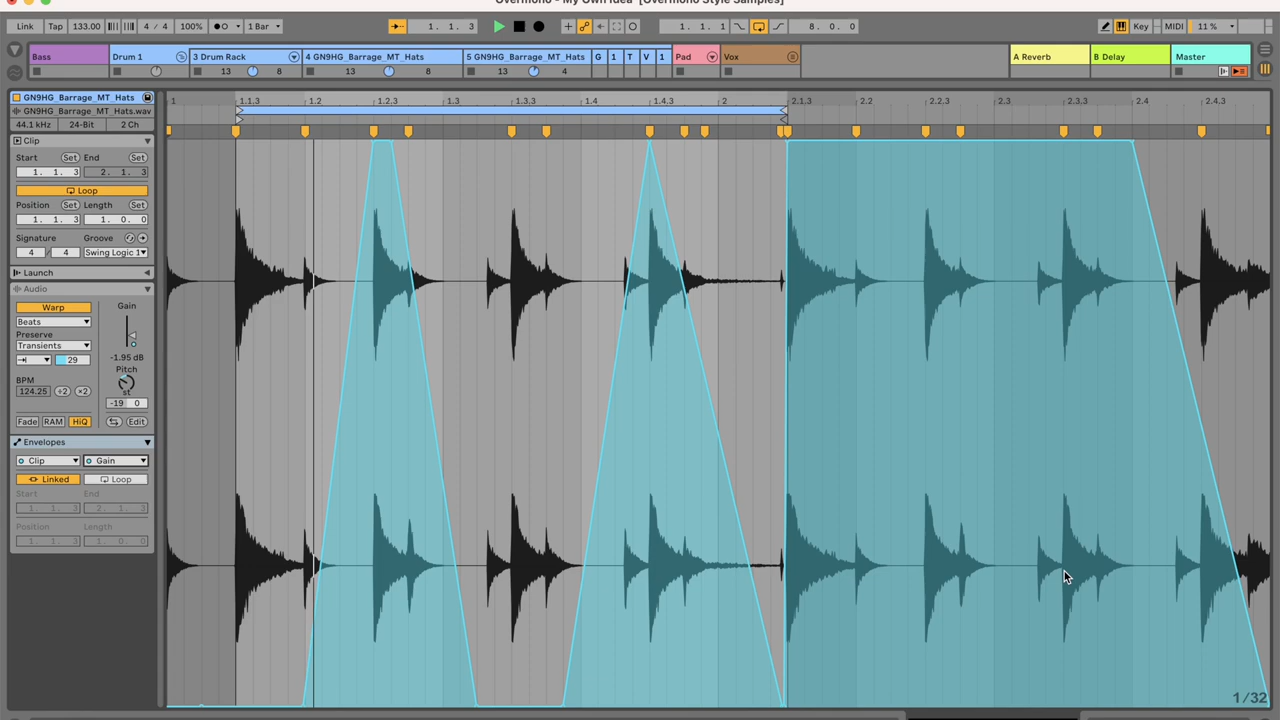 Overmono - My Own Idea [Overmono Style Samples]
Link Tap 133.00 4 / 4 100% 1 Bar 1. 1. 3 1. 1. 1 8. 0. 0 Key MIDI 11 %
Bass Drum 1 3 Drum Rack 4 GN9HG_Barrage_MT_Hats 5 GN9HG_Barrage_MT_Hats G 1 T V 1 Pad Vox A Reverb B Delay Master
13 8 13 8 13 4
GN9HG_Barrage_MT_Hats
GN9HG_Barrage_MT_Hats.wav
44.1 kHz 24-Bit 2 Ch
1 1.1.3 1.2 1.2.3 1.3 1.3.3 1.4 1.4.3 2 2.1.3 2.2 2.2.3 2.3 2.3.3 2.4 2.4.3
Clip
Start Set End Set
1. 1. 3 2. 1. 3
Loop
Position Set Length Set
1. 1. 3 1. 0. 0
Signature Groove
4 / 4 Swing Logic 1
Launch
Audio
Warp Gain
Beats
Preserve
Transients
29 -1.95 dB
Pitch
BPM
124.25 ÷2 ×2 st
-19 0
Fade RAM HiQ Edit
Envelopes
Clip Gain
Linked Loop
Start End
1. 1. 3 2. 1. 3
Position Length
1. 1. 3 1. 0. 0
1/32